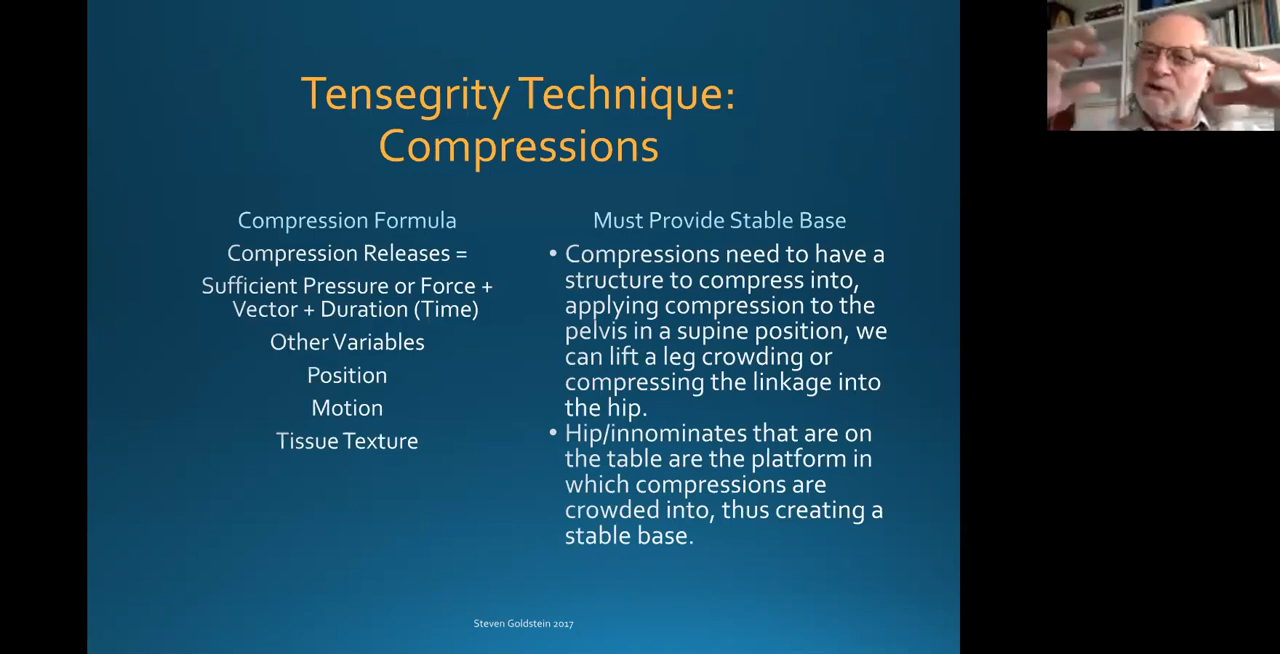 Tensegrity Technique:
Compressions
Compression Formula
Compression Releases =
Sufficient Pressure or Force +
Vector + Duration (Time)
Other Variables
Position
Motion
Tissue Texture
Must Provide Stable Base
• Compressions need to have a
structure to compress into,
applying compression to the
pelvis in a supine position, we
can lift a leg crowding or
compressing the linkage into
the hip.
• Hip/innominates that are on
the table are the platform in
which compressions are
crowded into, thus creating a
stable base.
Steven Goldstein 2017